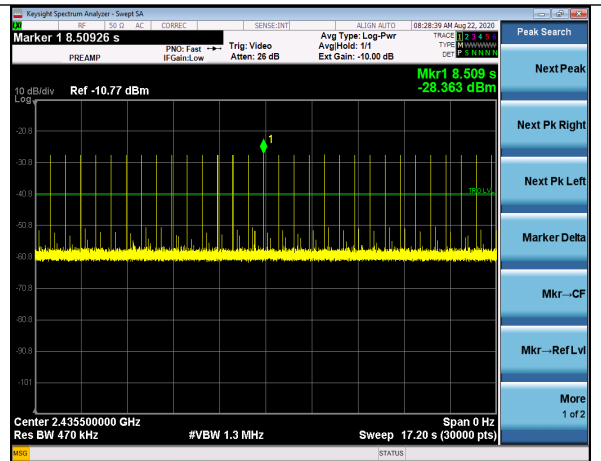 Keysight Spectrum Analyzer - Swept SA
RF 50 Ω AC CORREC SENSE:INT ALIGN AUTO 08:28:39 AM Aug 22, 2020
Marker 1 8.50926 s
PREAMP
PNO: Fast
IFGain:Low
Trig: Video
Atten: 26 dB
Avg Type: Log-Pwr
Avg|Hold: 1/1
Ext Gain: -10.00 dB
TRACE 1 2 3 4 5 6
TYPE M WWWWW
DET P S N N N N
Peak Search
Mkr1 8.509 s
-28.363 dBm
10 dB/div Ref -10.77 dBm
Log
1
-20.8
-30.8
-40.8
-50.8
-60.8
-70.8
-80.8
-90.8
-101
Center 2.435500000 GHz Span 0 Hz
Res BW 470 kHz #VBW 1.3 MHz Sweep 17.20 s (30000 pts)
Next Peak
Next Pk Right
Next Pk Left
Marker Delta
Mkr→CF
Mkr→Ref Lvl
More
1 of 2
MSG STATUS